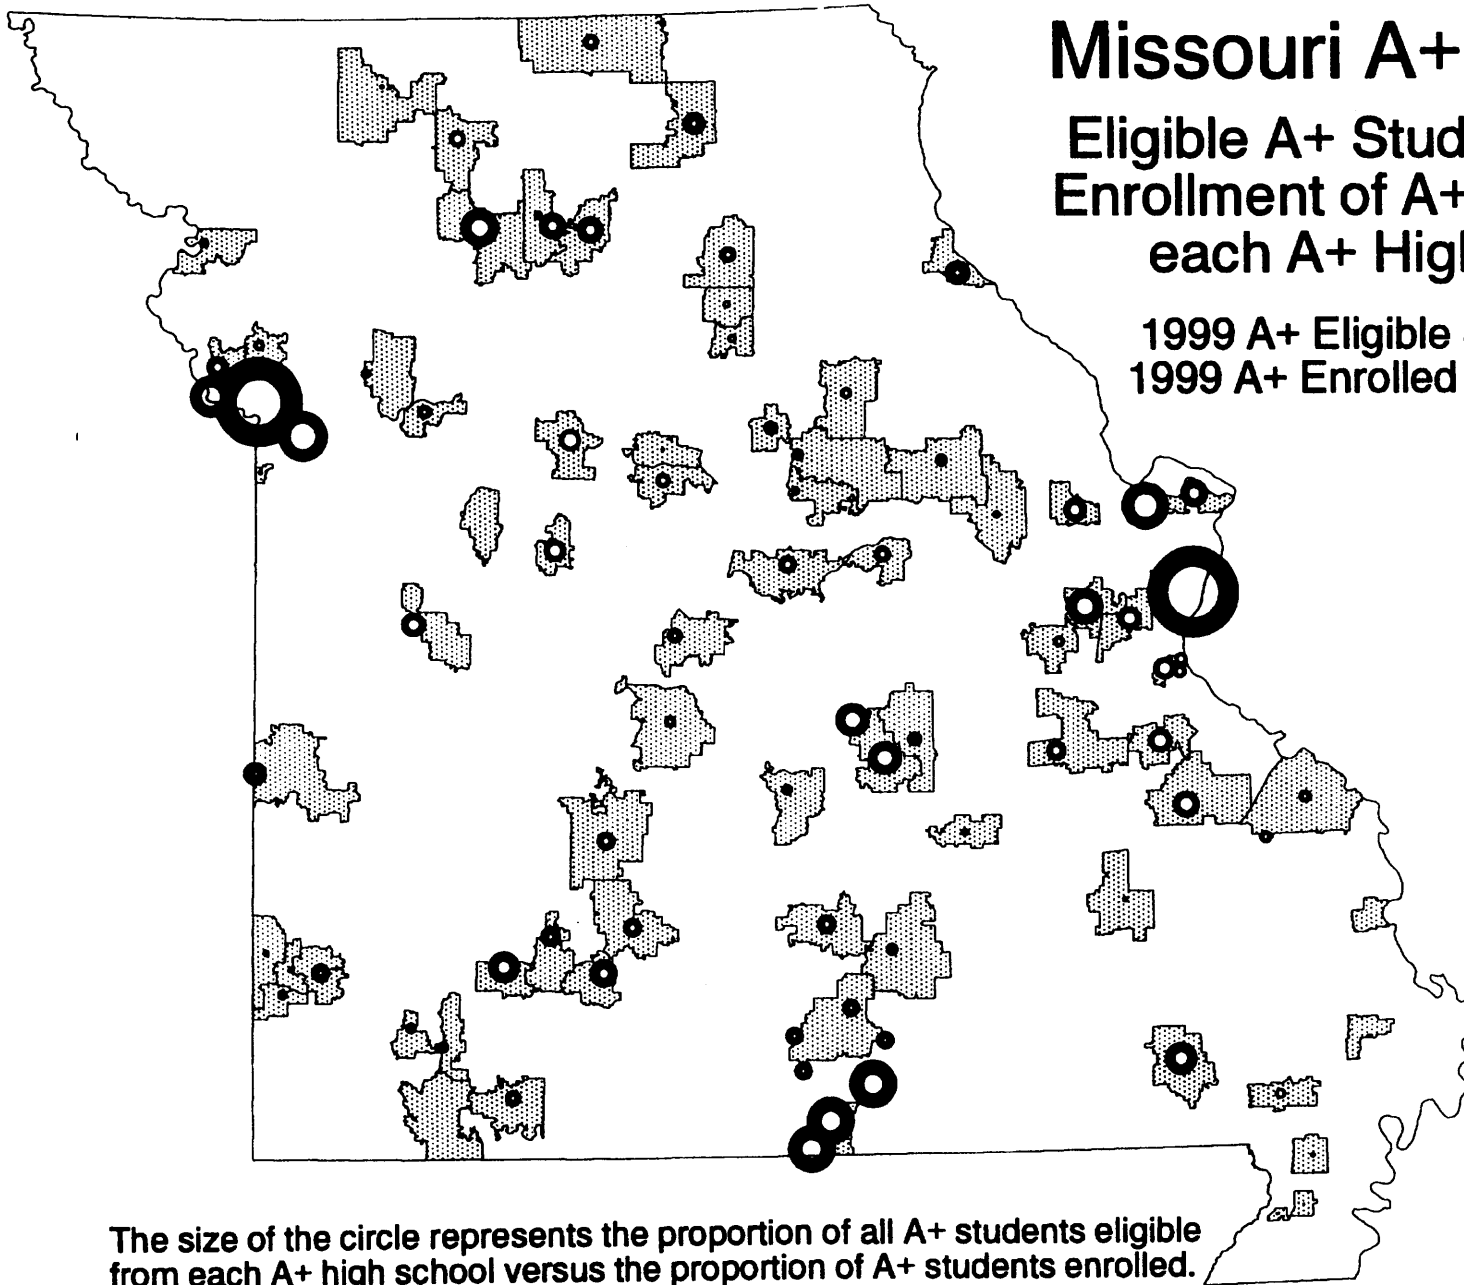 Missouri A+
Eligible A+ Stud
Enrollment of A+
each A+ High
1999 A+ Eligible
1999 A+ Enrolled
The size of the circle represents the proportion of all A+ students eligible
from each A+ high school versus the proportion of A+ students enrolled.